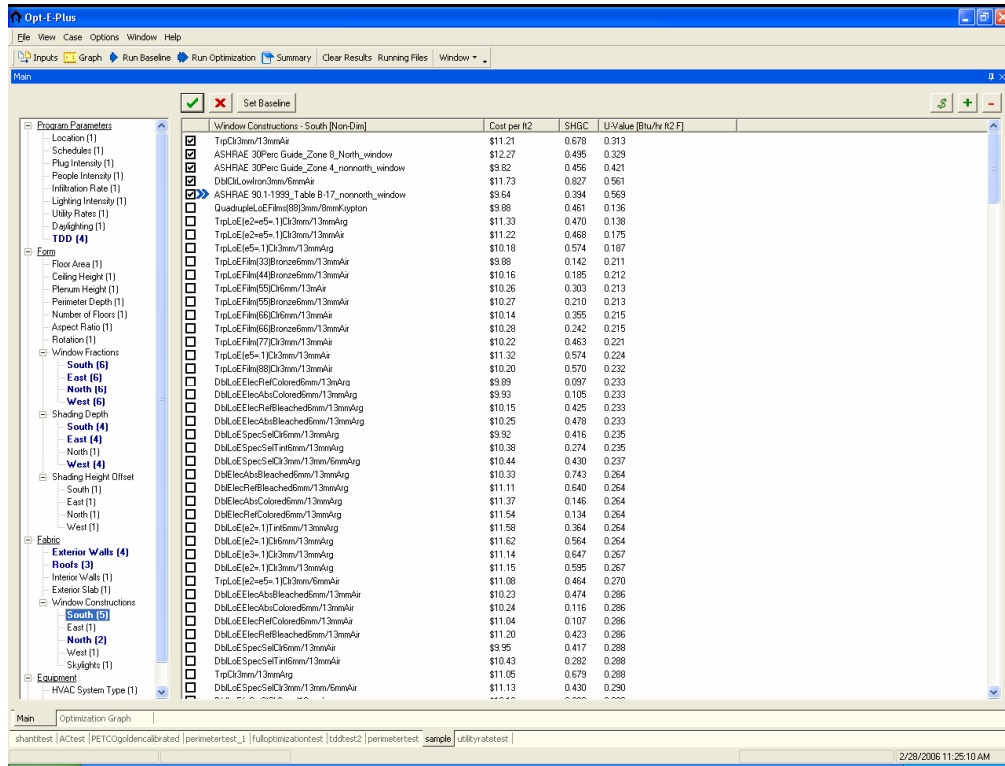 Opt-E-Plus
File View Case Options Window Help
Inputs Graph Run Baseline Run Optimization Summary Clear Results Running Files Window
Main
Set Baseline
Program Parameters
Location (1)
Schedules (1)
Plug Intensity (1)
People Intensity (1)
Infiltration Rate (1)
Lighting Intensity (1)
Utility Rates (1)
Daylighting (1)
TDD (4)
Form
Floor Area (1)
Ceiling Height (1)
Plenum Height (1)
Perimeter Depth (1)
Number of Floors (1)
Aspect Ratio (1)
Rotation (1)
Window Fractions
South (6)
East (6)
North (6)
West (6)
Shading Depth
South (4)
East (4)
North (1)
West (4)
Shading Height Offset
South (1)
East (1)
North (1)
West (1)
Fabric
Exterior Walls (4)
Roofs (3)
Interior Walls (1)
Exterior Slab (1)
Window Constructions
South (5)
East (1)
North (2)
West (1)
Skylights (1)
Equipment
HVAC System Type (1)
Window Constructions - South [Non-Dim] Cost per ft2 SHGC U-Value [Btu/hr ft2 F]
TrpClr3mm/13mmAir $11.21 0.678 0.313
ASHRAE 30Perc Guide_Zone 8_North_window $12.27 0.495 0.329
ASHRAE 30Perc Guide_Zone 4_nonnorth_window $9.82 0.456 0.421
DblClrLowIron3mm/6mmAir $11.73 0.827 0.561
ASHRAE 90.1-1999_Table B-17_nonnorth_window $9.64 0.394 0.569
QuadrupleLoEFilms(88)3mm/8mmKrypton $9.88 0.461 0.136
TrpLoE(e2=e5=.1)Clr3mm/13mmArg $11.33 0.470 0.138
TrpLoE(e2=e5=.1)Clr3mm/13mmAir $11.22 0.468 0.175
TrpLoE(e5=.1)Clr3mm/13mmArg $10.18 0.574 0.187
TrpLoEFilm(33)Bronze6mm/13mmAir $9.88 0.142 0.211
TrpLoEFilm(44)Bronze6mm/13mmAir $10.16 0.185 0.212
TrpLoEFilm(55)Clr6mm/13mAir $10.26 0.303 0.213
TrpLoEFilm(55)Bronze6mm/13mmAir $10.27 0.210 0.213
TrpLoEFilm(66)Clr6mm/13mmAir $10.14 0.355 0.215
TrpLoEFilm(66)Bronze6mm/13mmAir $10.28 0.242 0.215
TrpLoEFilm(77)Clr3mm/13mmAir $10.22 0.463 0.221
TrpLoE(e5=.1)Clr3mm/13mmAir $11.32 0.574 0.224
TrpLoEFilm(88)Clr3mm/13mmAir $10.20 0.570 0.232
DblLoEElecRefColored6mm/13mArg $9.89 0.097 0.233
DblLoEElecAbsColored6mm/13mmArg $9.93 0.105 0.233
DblLoEElecRefBleached6mm/13mmArg $10.15 0.425 0.233
DblLoEElecAbsBleached6mm/13mmArg $10.25 0.478 0.233
DblLoESpecSelClr6mm/13mmArg $9.92 0.416 0.235
DblLoESpecSelTint6mm/13mmArg $10.38 0.274 0.235
DblLoESpecSelClr3mm/13mm/6mmArg $10.44 0.430 0.237
DblElecAbsBleached6mm/13mmArg $10.33 0.743 0.264
DblElecRefBleached6mm/13mmArg $11.11 0.640 0.264
DblElecAbsColored6mm/13mmArg $11.37 0.146 0.264
DblElecRefColored6mm/13mmArg $11.54 0.134 0.264
DblLoE(e2=.1)Tint6mm/13mmArg $11.58 0.364 0.264
DblLoE(e2=.1)Clr6mm/13mmArg $11.62 0.564 0.264
DblLoE(e3=.1)Clr3mm/13mmArg $11.14 0.647 0.267
DblLoE(e2=.1)Clr3mm/13mmArg $11.15 0.595 0.267
TrpLoE(e2=e5=.1)Clr3mm/6mmAir $11.08 0.464 0.270
DblLoEElecAbsBleached6mm/13mmAir $10.23 0.474 0.286
DblLoEElecAbsColored6mm/13mmAir $10.24 0.116 0.286
DblLoEElecRefColored6mm/13mmAir $11.04 0.107 0.286
DblLoEElecRefBleached6mm/13mmAir $11.20 0.423 0.286
DblLoESpecSelClr6mm/13mmAir $9.95 0.417 0.288
DblLoESpecSelTint6mm/13mmAir $10.43 0.282 0.288
TrpClr3mm/13mmArg $11.05 0.679 0.288
DblLoESpecSelClr3mm/13mm/6mmAir $11.13 0.430 0.290
Main Optimization Graph
shantitest ACtest PETCOgoldencalibrated perimetertest_1 fulloptimizationtest tddtest2 perimetertest sample utilityratetest
2/28/2006 11:25:10 AM